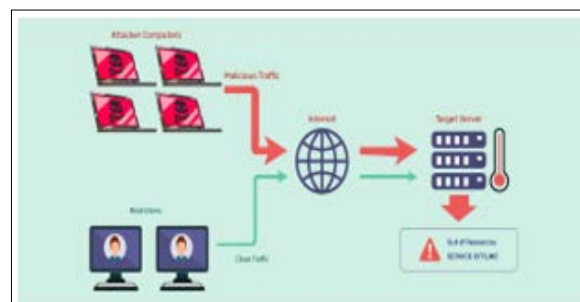 Attacker Computers
Malicious Traffic
Internet
Target Server
Real Users
Clean Traffic
Out of Resources
SERVICE OFFLINE